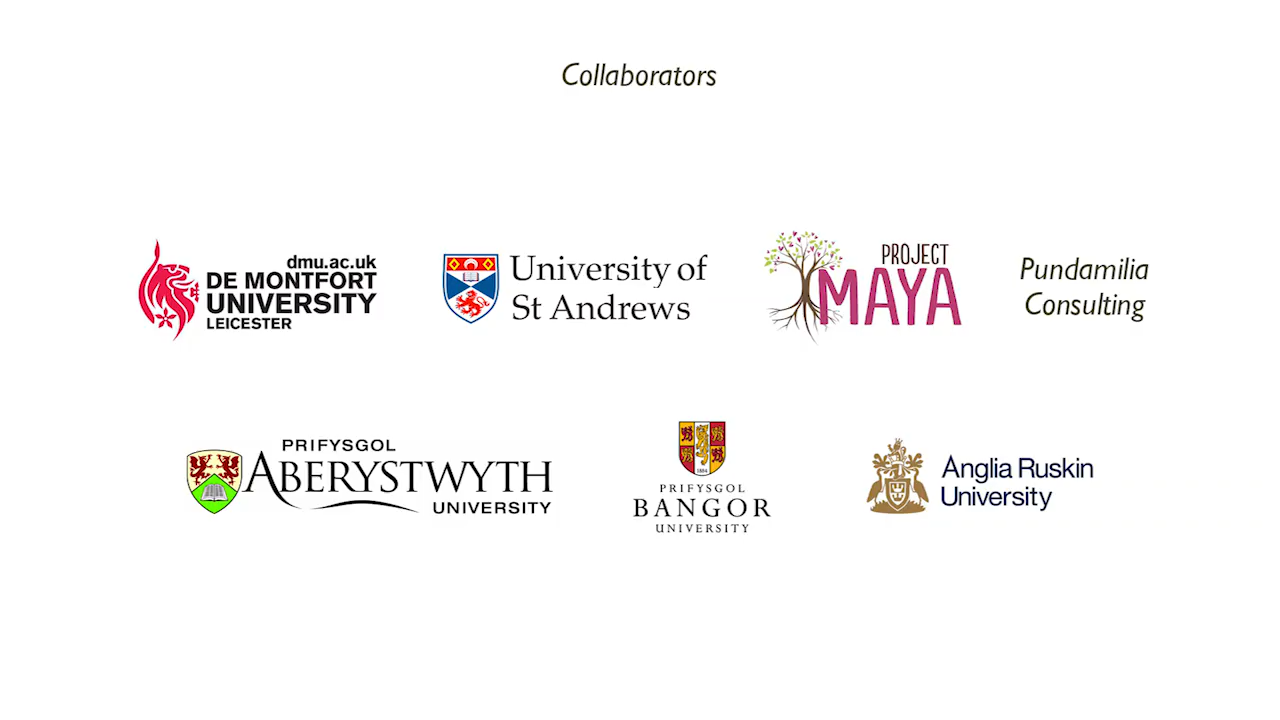 Collaborators
dmu.ac.uk
DE MONTFORT
UNIVERSITY
LEICESTER
University of
St Andrews
PROJECT
MAYA
Pundamilia
Consulting
PRIFYSGOL
ABERYSTWYTH
UNIVERSITY
1884
PRIFYSGOL
BANGOR
UNIVERSITY
Anglia Ruskin
University